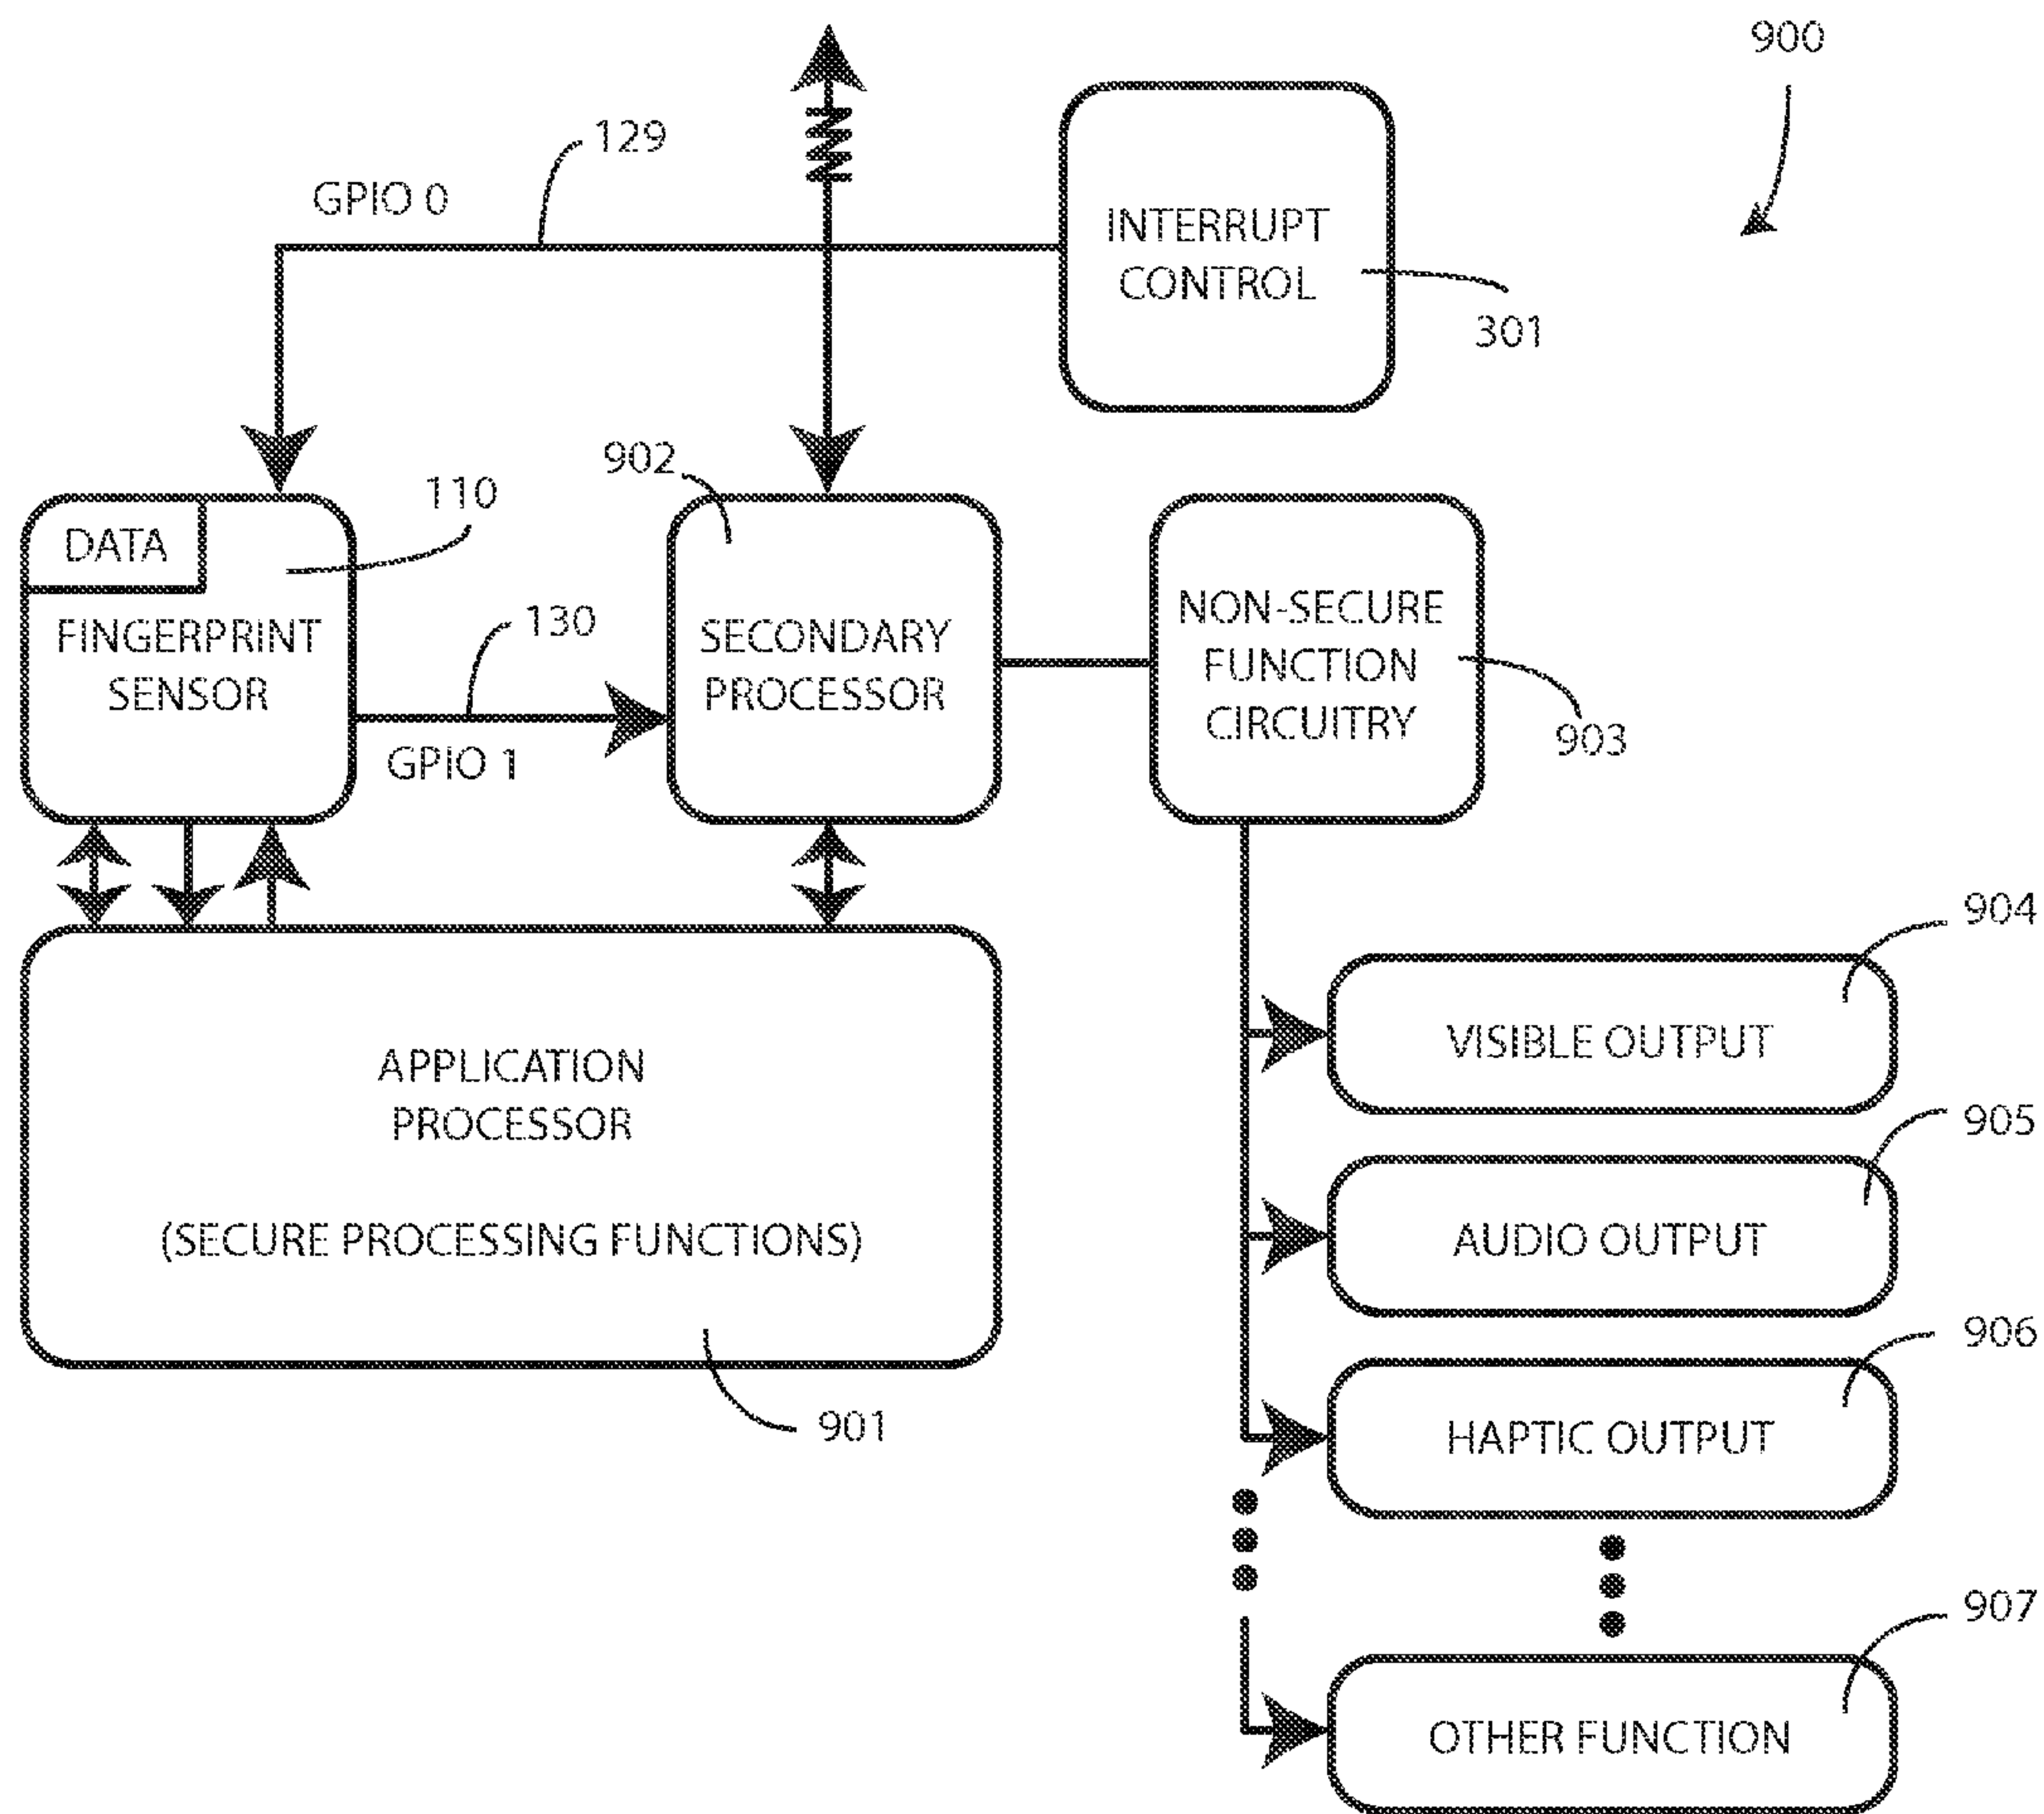 900
129
GPIO 0
INTERRUPT
CONTROL
301
902
110
DATA
FINGERPRINT
SENSOR
130
GPIO 1
SECONDARY
PROCESSOR
NON-SECURE
FUNCTION
CIRCUITRY
903
904
VISIBLE OUTPUT
APPLICATION
PROCESSOR
(SECURE PROCESSING FUNCTIONS)
901
905
AUDIO OUTPUT
906
HAPTIC OUTPUT
907
OTHER FUNCTION